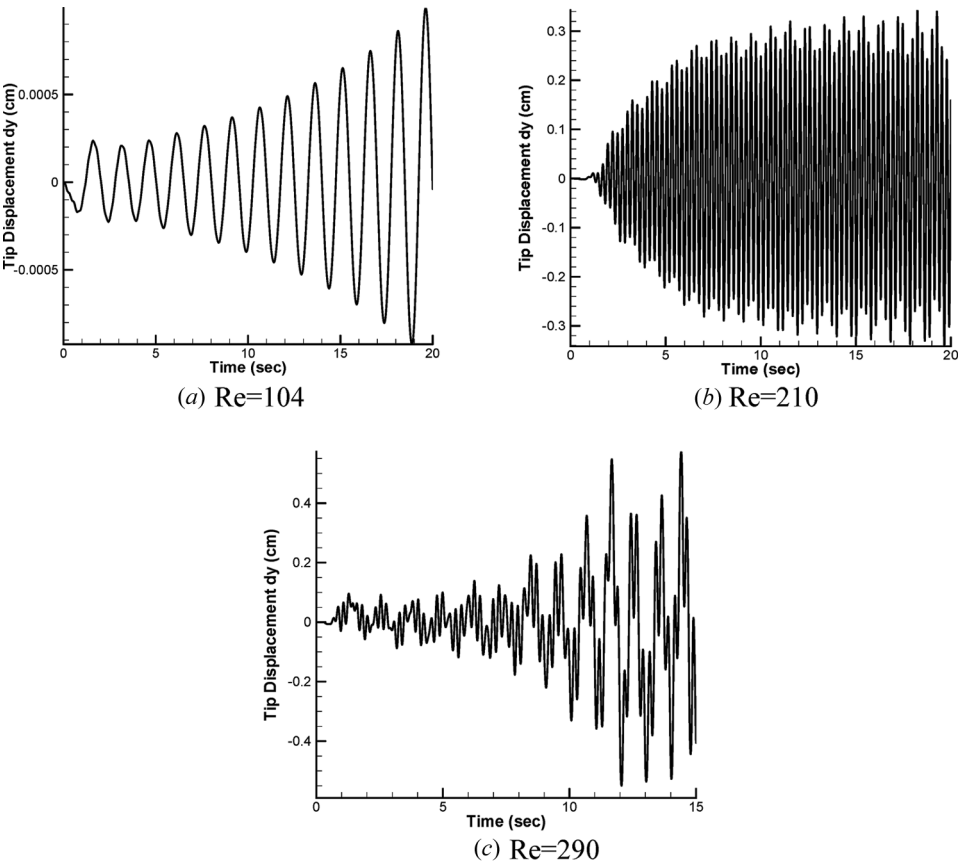 Tip Displacement dy (cm)
0.0005
0
-0.0005
0 5 10 15 20
Time (sec)
(a) Re=104
Tip Displacement dy (cm)
0.3
0.2
0.1
0
-0.1
-0.2
-0.3
0 5 10 15 20
Time (sec)
(b) Re=210
Tip Displacement dy (cm)
0.4
0.2
0
-0.2
-0.4
0 5 10 15
Time (sec)
(c) Re=290